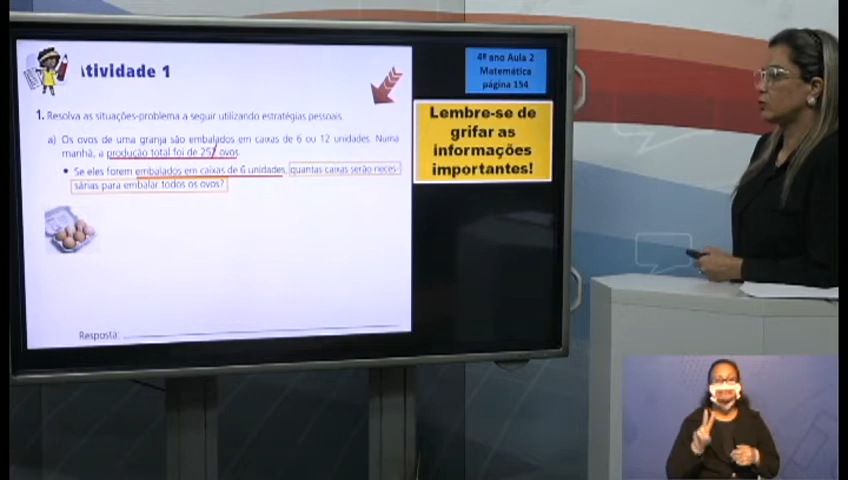 Atividade 1
1. Resolva as situações-problema a seguir utilizando estratégias pessoais.
a) Os ovos de uma granja são embalados em caixas de 6 ou 12 unidades. Numa
manhã, a produção total foi de ovos.
• Se eles forem embalados em caixas de 6 unidades, quantas caixas serão neces-
sárias para embalar todos os ovos?
Resposta:
4º ano Aula 2
Matemática
página 154
Lembre-se de
grifar as
informações
importantes!